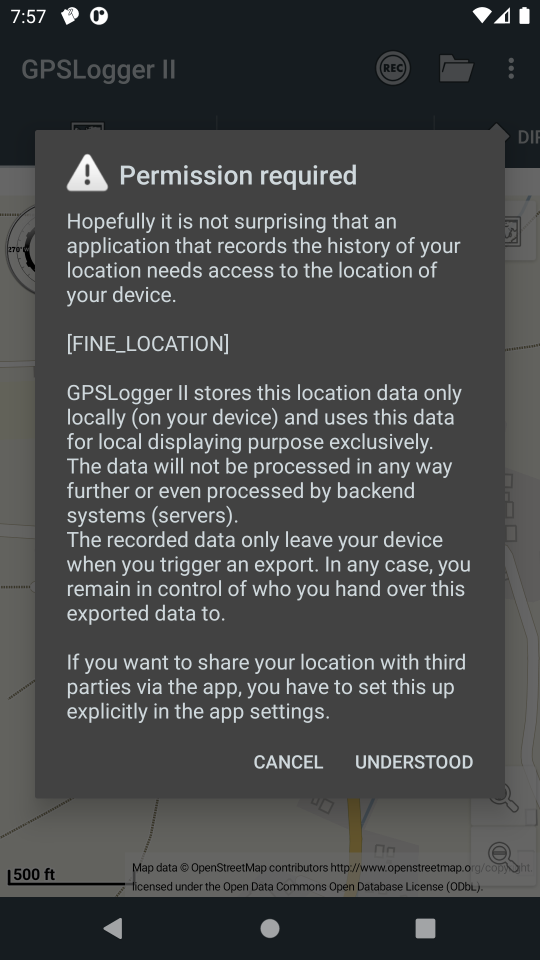 7:57
GPSLogger II
REC
DIR
Permission required
270°
Hopefully it is not surprising that an
application that records the history of your
location needs access to the location of
your device.
[FINE_LOCATION]
GPSLogger II stores this location data only
locally (on your device) and uses this data
for local displaying purpose exclusively.
The data will not be processed in any way
further or even processed by backend
systems (servers).
The recorded data only leave your device
when you trigger an export. In any case, you
remain in control of who you hand over this
exported data to.
If you want to share your location with third
parties via the app, you have to set this up
explicitly in the app settings.
CANCEL UNDERSTOOD
500 ft
Map data © OpenStreetMap contributors http://www.openstreetmap.org/copyright.
licensed under the Open Data Commons Open Database License (ODbL).